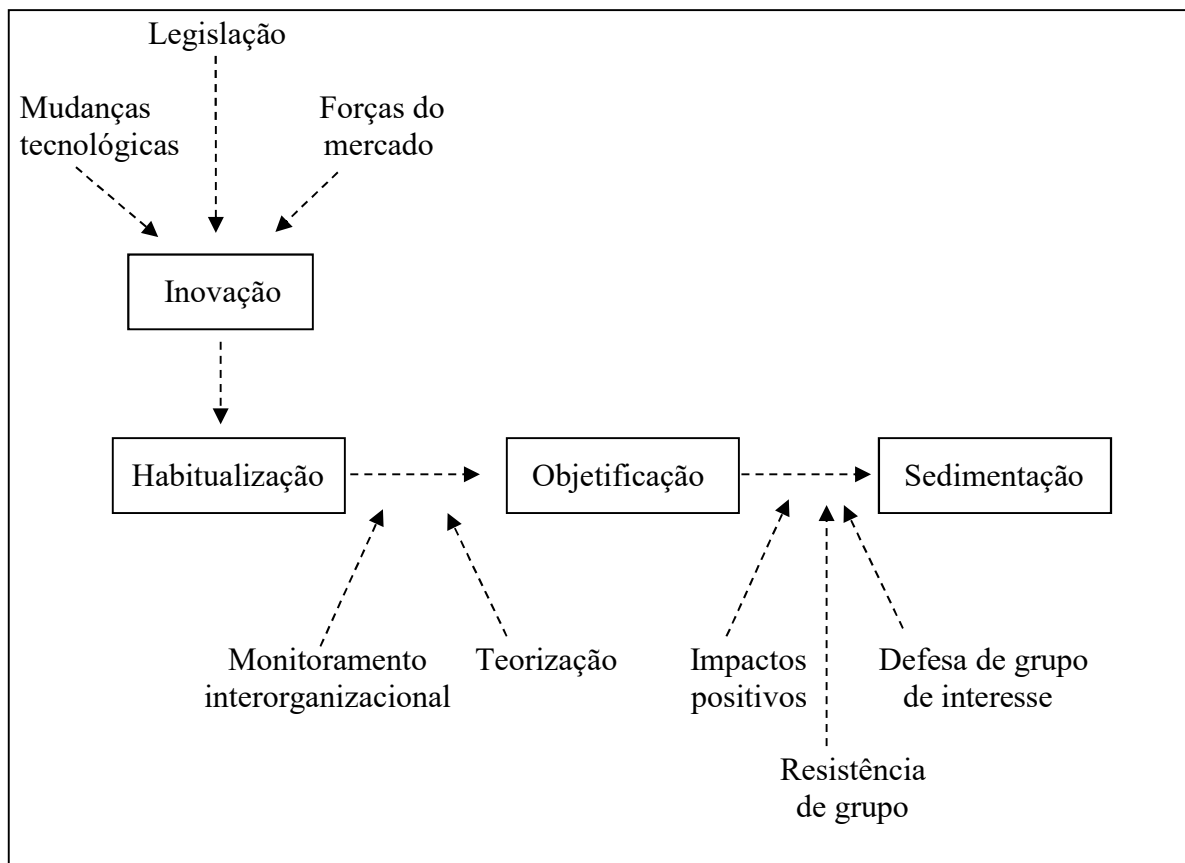 Legislação
Mudanças
tecnológicas
Forças do
mercado
Inovação
Habitualização
Objetificação
Sedimentação
Monitoramento
interorganizacional
Teorização
Impactos
positivos
Defesa de grupo
de interesse
Resistência
de grupo